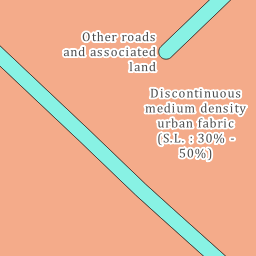 Other roads
and associated
land
Discontinuous
medium density
urban fabric
(S.L. : 30% -
50%)